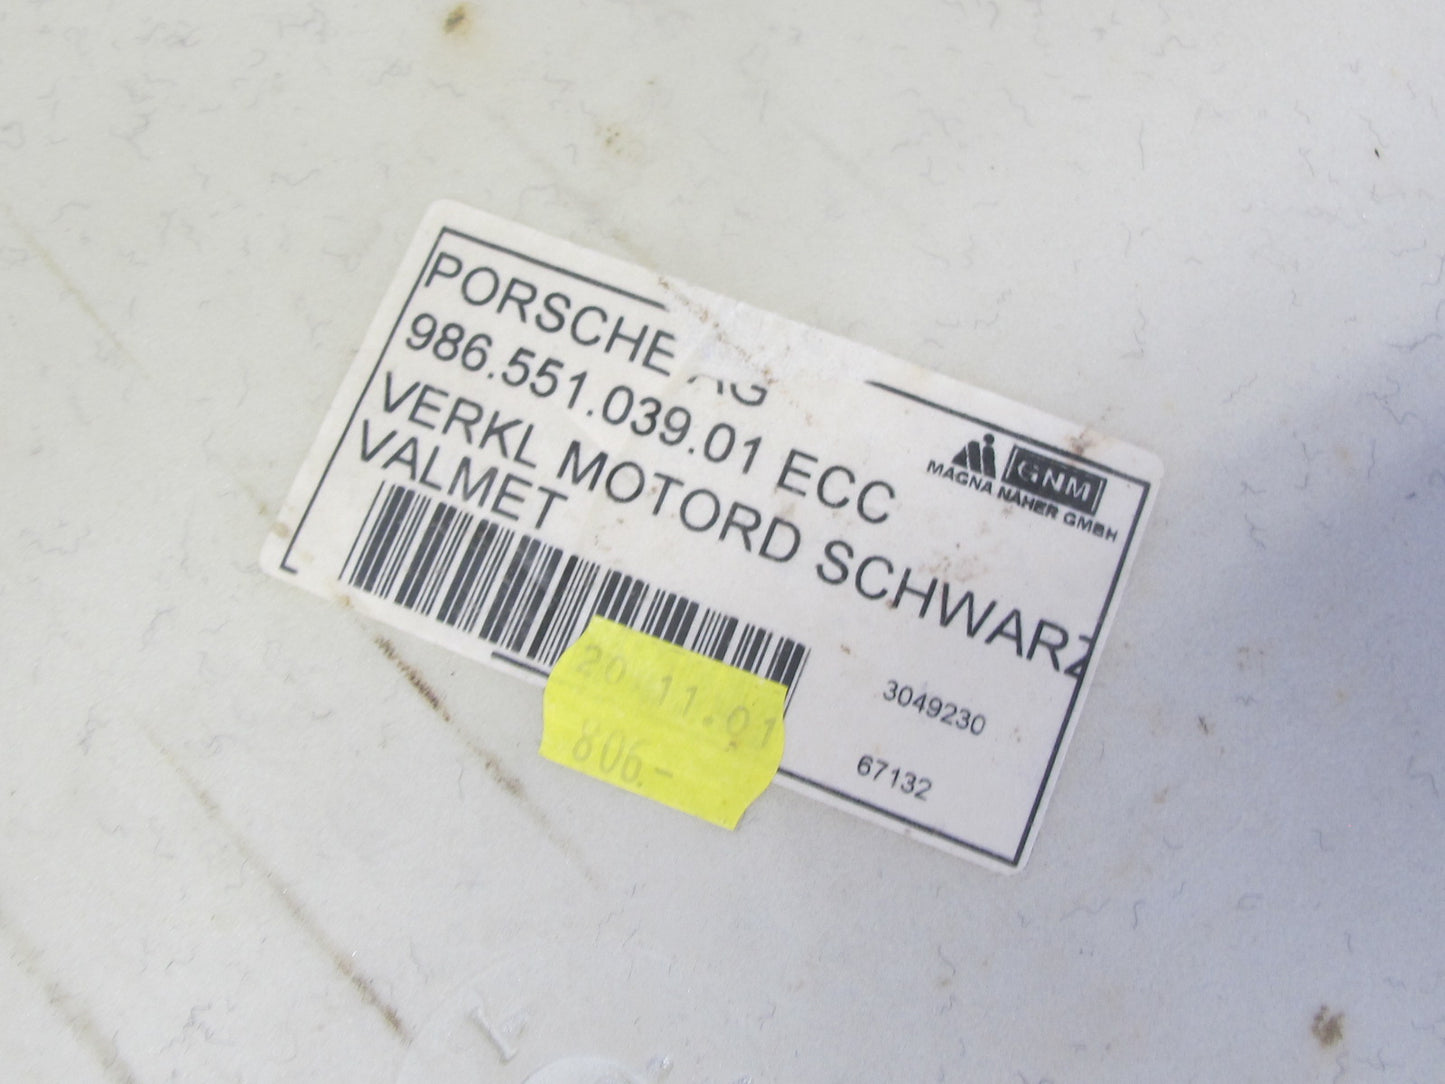 PORSCHE AG
986.551.039.01 ECC
VERKL MOTORD SCHWARZ
VALMET
GNM
MAGNA NÄHER GMBH
3049230
67132
20.11.01
806.-